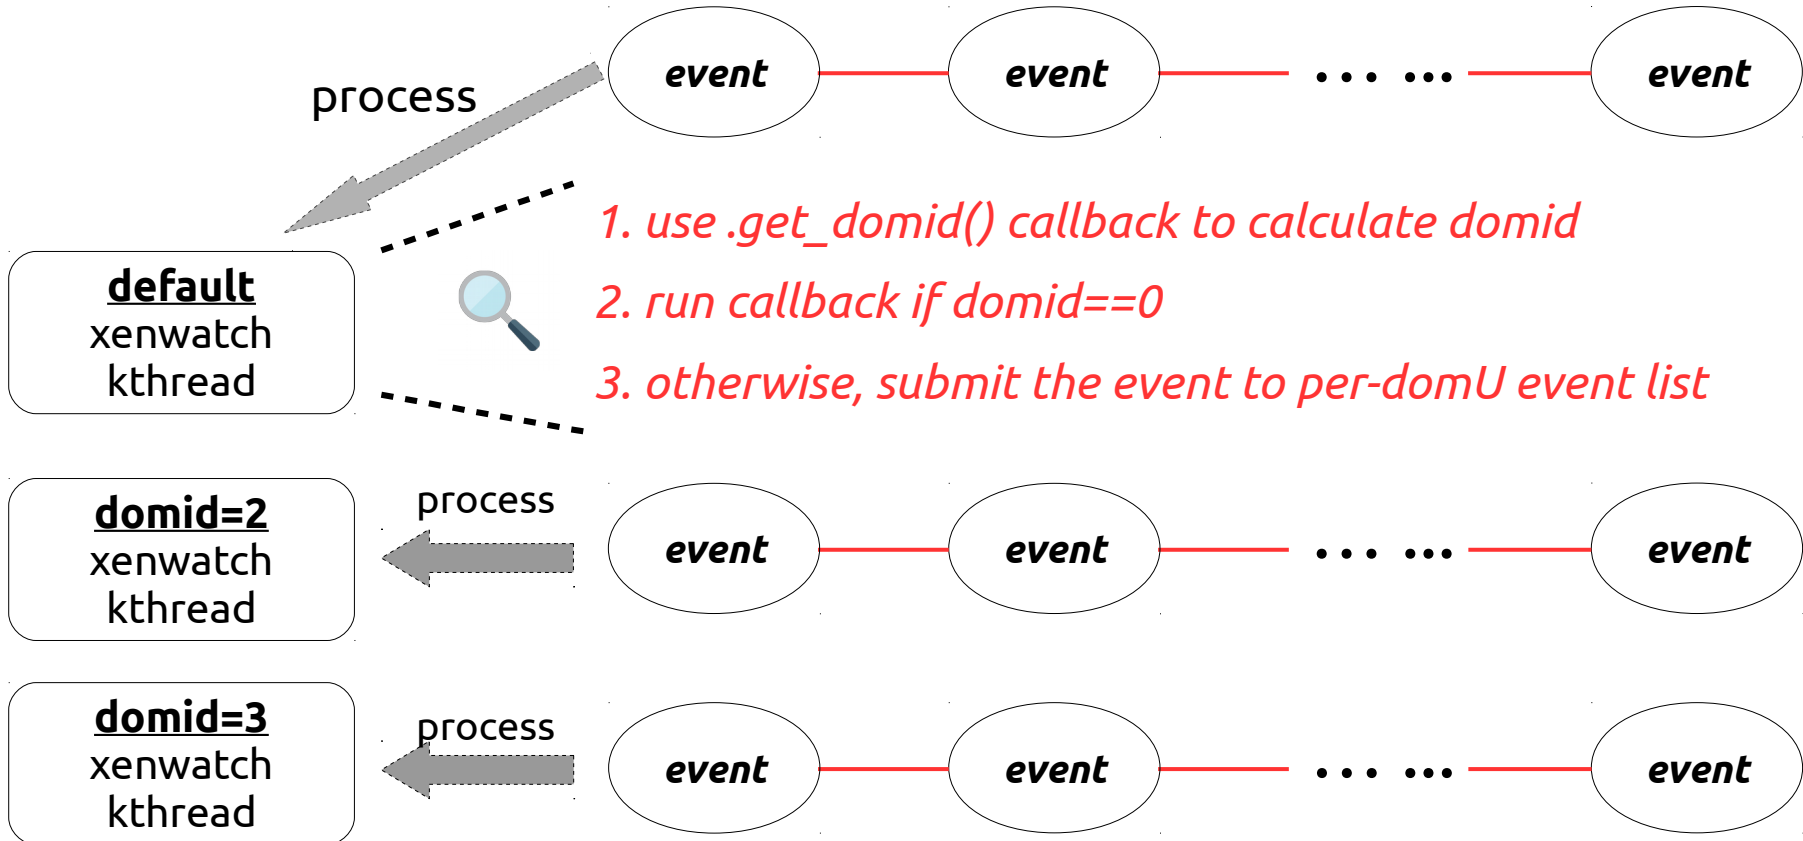 event event ... ... event
process
1. use .get_domid() callback to calculate domid
default
xenwatch
kthread
2. run callback if domid==0
3. otherwise, submit the event to per-domU event list
domid=2
xenwatch
kthread
process
event event ... ... event
domid=3
xenwatch
kthread
process
event event ... ... event